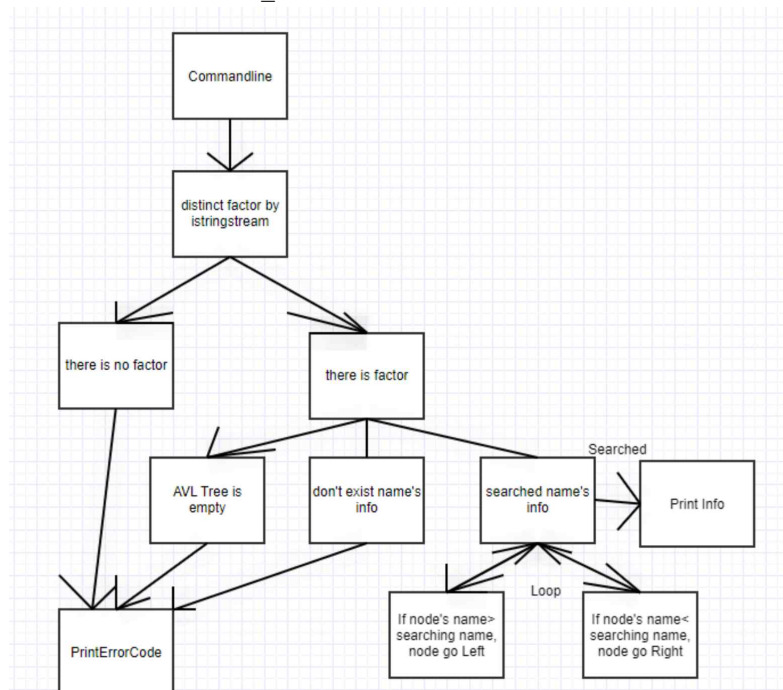 Commandline
distinct factor by
istringstream
there is no factor
there is factor
Searched
AVL Tree is
empty
don't exist name's
info
searched name's
info
Print Info
Loop
If node's name>
searching name,
node go Left
If node's name<
searching name,
node go Right
PrintErrorCode